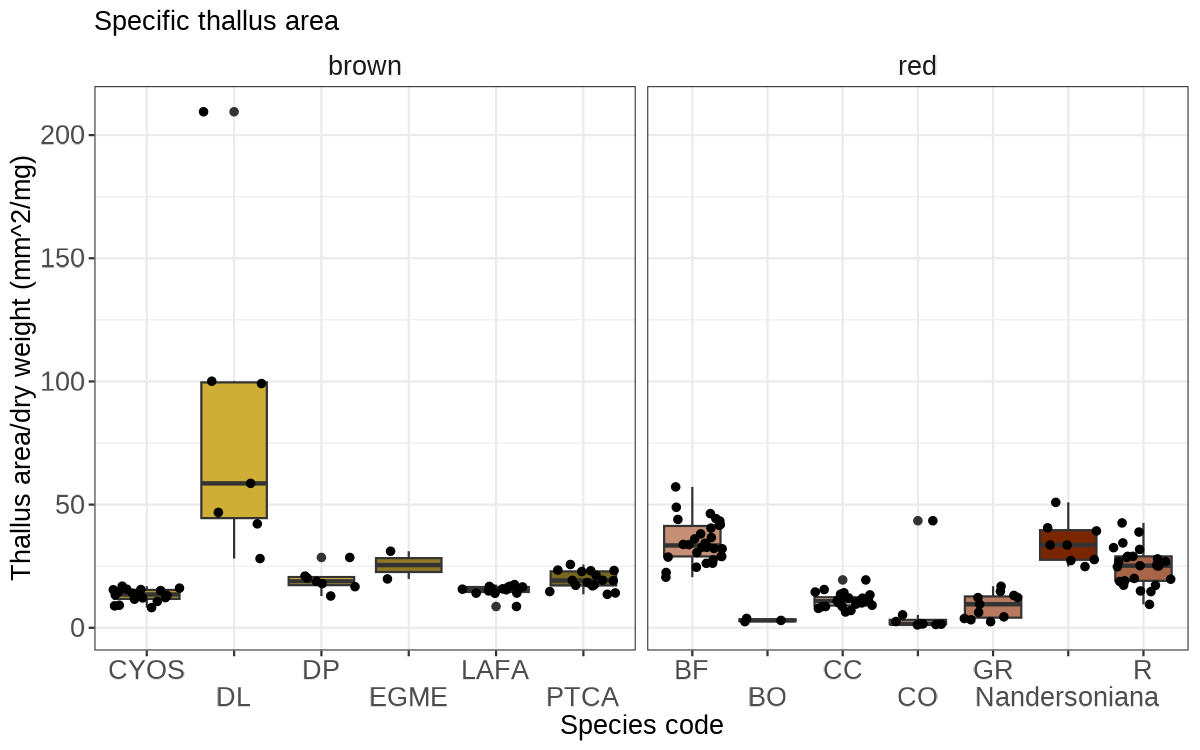 Specific thallus area
brown
red
Thallus area/dry weight (mm^2/mg)
200
150
100
50
0
CYOS DP LAFA BF CC GR R
DL EGME PTCA BO CO Nandersoniana
Species code